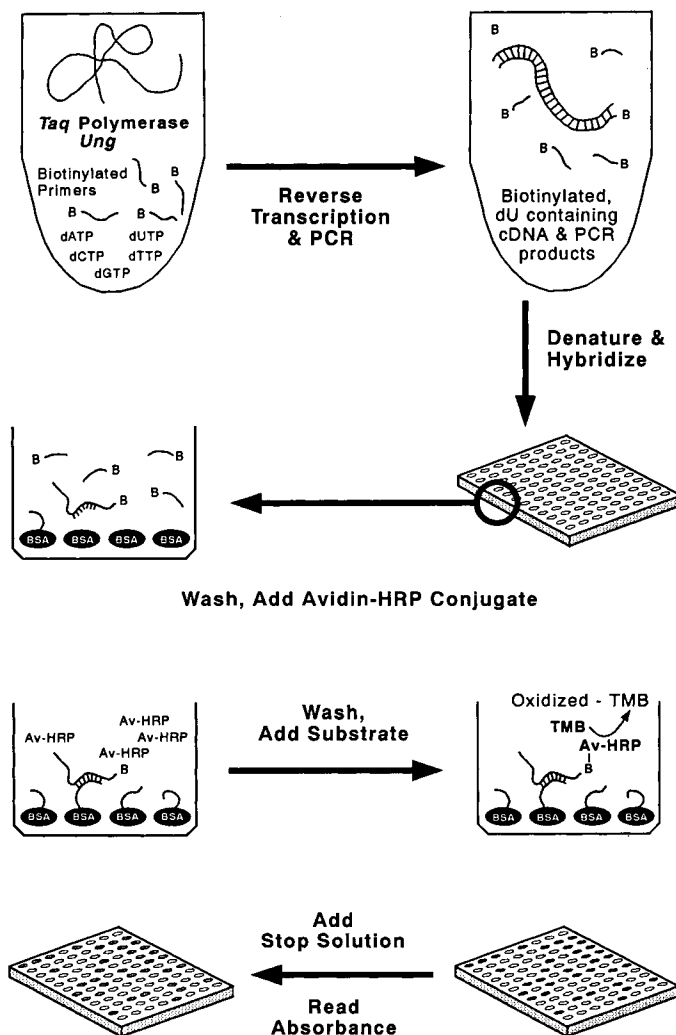 Taq Polymerase
Ung
Biotinylated
Primers
B
B
B
B
dATP
dUTP
dCTP
dTTP
dGTP
Reverse
Transcription
& PCR
B
B
B
B
B
B
Biotinylated,
dU containing
cDNA & PCR
products
Denature &
Hybridize
B
B
B
B
B
BSA
BSA
BSA
BSA
Wash, Add Avidin-HRP Conjugate
Av-HRP
Av-HRP
Av-HRP
Av-HRP
B
BSA
BSA
BSA
BSA
Wash,
Add Substrate
Oxidized - TMB
TMB
Av-HRP
B
BSA
BSA
BSA
BSA
Add
Stop Solution
Read
Absorbance